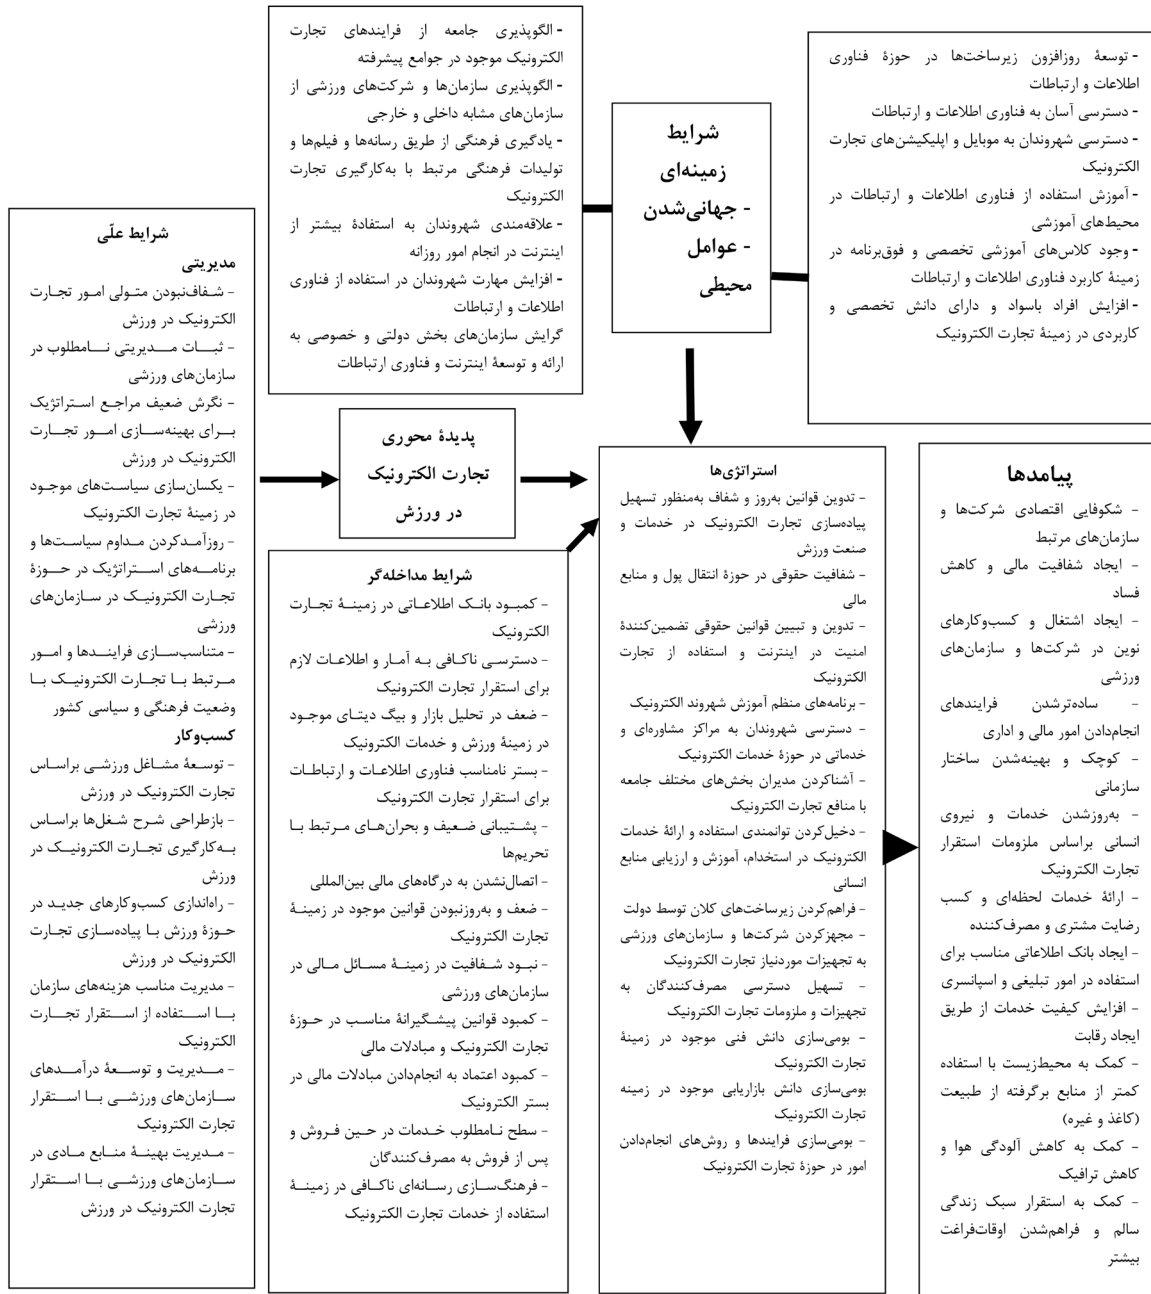 - الگوپذیری جامعه از فرایندهای تجارت
الکترونیک موجود در جوامع پیشرفته
- الگوپذیری سازمان‌ها و شرکت‌های ورزشی از
سازمان‌های مشابه داخلی و خارجی
- یادگیری فرهنگی از طریق رسانه‌ها و فیلم‌ها و
تولیدات فرهنگی مرتبط با به‌کارگیری تجارت
الکترونیک
- علاقه‌مندی شهروندان به استفادهٔ بیشتر از
اینترنت در انجام امور روزانه
- افزایش مهارت شهروندان در استفاده از فناوری
اطلاعات و ارتباطات
گرایش سازمان‌های بخش دولتی و خصوصی به
ارائه و توسعهٔ اینترنت و فناوری ارتباطات
شرایط
زمینه‌ای
- جهانی‌شدن
- عوامل
محیطی
- توسعهٔ روزافزون زیرساخت‌ها در حوزهٔ فناوری
اطلاعات و ارتباطات
- دسترسی آسان به فناوری اطلاعات و ارتباطات
- دسترسی شهروندان به موبایل و اپلیکیشن‌های تجارت
الکترونیک
- آموزش استفاده از فناوری اطلاعات و ارتباطات در
محیط‌های آموزشی
- وجود کلاس‌های آموزشی تخصصی و فوق‌برنامه در
زمینهٔ کاربرد فناوری اطلاعات و ارتباطات
- افزایش افراد باسواد و دارای دانش تخصصی و
کاربردی در زمینهٔ تجارت الکترونیک
شرایط علّی
مدیریتی
- شفاف‌نبودن متولی امور تجارت
الکترونیک در ورزش
- ثبات مدیریتی نامطلوب در
سازمان‌های ورزشی
- نگرش ضعیف مراجع استراتژیک
برای بهینه‌سازی امور تجارت
الکترونیک در ورزش
- یکسان‌سازی سیاست‌های موجود
در زمینهٔ تجارت الکترونیک
- روزآمدکردن مداوم سیاست‌ها و
برنامه‌های استراتژیک در حوزهٔ
تجارت الکترونیک در سازمان‌های
ورزشی
- متناسب‌سازی فرایندها و امور
مرتبط با تجارت الکترونیک با
وضعیت فرهنگی و سیاسی کشور
کسب‌وکار
- توسعهٔ مشاغل ورزشی براساس
تجارت الکترونیک در ورزش
- بازطراحی شرح شغل‌ها براساس
به‌کارگیری تجارت الکترونیک در
ورزش
- راه‌اندازی کسب‌وکارهای جدید در
حوزهٔ ورزش با پیاده‌سازی تجارت
الکترونیک در ورزش
- مدیریت مناسب هزینه‌های سازمان
با استفاده از استقرار تجارت
الکترونیک
- مدیریت و توسعهٔ درآمدهای
سازمان‌های ورزشی با استقرار
تجارت الکترونیک
- مدیریت بهینهٔ منابع مادی در
سازمان‌های ورزشی با استقرار
تجارت الکترونیک در ورزش
پدیدهٔ محوری
تجارت الکترونیک
در ورزش
شرایط مداخله‌گر
- کمبود بانک اطلاعاتی در زمینهٔ تجارت
الکترونیک
- دسترسی ناکافی به آمار و اطلاعات لازم
برای استقرار تجارت الکترونیک
- ضعف در تحلیل بازار و بیگ دیتای موجود
در زمینهٔ ورزش و خدمات الکترونیک
- بستر نامناسب فناوری اطلاعات و ارتباطات
برای استقرار تجارت الکترونیک
- پشتیبانی ضعیف و بحران‌های مرتبط با
تحریم‌ها
- اتصال‌نشدن به درگاه‌های مالی بین‌المللی
- ضعف و به‌روزنبودن قوانین موجود در زمینهٔ
تجارت الکترونیک
- نبود شفافیت در زمینهٔ مسائل مالی در
سازمان‌های ورزشی
- کمبود قوانین پیشگیرانهٔ مناسب در حوزهٔ
تجارت الکترونیک و مبادلات مالی
- کمبود اعتماد به انجام‌دادن مبادلات مالی در
بستر الکترونیک
- سطح نامطلوب خدمات در حین فروش و
پس از فروش به مصرف‌کنندگان
- فرهنگ‌سازی رسانه‌ای ناکافی در زمینهٔ
استفاده از خدمات تجارت الکترونیک
استراتژی‌ها
- تدوین قوانین به‌روز و شفاف به‌منظور تسهیل
پیاده‌سازی تجارت الکترونیک در خدمات و
صنعت ورزش
- شفافیت حقوقی در حوزهٔ انتقال پول و منابع
مالی
- تدوین و تبیین قوانین حقوقی تضمین‌کنندهٔ
امنیت در اینترنت و استفاده از تجارت
الکترونیک
- برنامه‌های منظم آموزش شهروند الکترونیک
- دسترسی شهروندان به مراکز مشاوره‌ای و
خدماتی در حوزهٔ خدمات الکترونیک
- آشناکردن مدیران بخش‌های مختلف جامعه
با منافع تجارت الکترونیک
- دخیل‌کردن توانمندی استفاده و ارائهٔ خدمات
الکترونیک در استخدام، آموزش و ارزیابی منابع
انسانی
- فراهم‌کردن زیرساخت‌های کلان توسط دولت
- مجهزکردن شرکت‌ها و سازمان‌های ورزشی
به تجهیزات موردنیاز تجارت الکترونیک
- تسهیل دسترسی مصرف‌کنندگان به
تجهیزات و ملزومات تجارت الکترونیک
- بومی‌سازی دانش فنی موجود در زمینهٔ
تجارت الکترونیک
بومی‌سازی دانش بازاریابی موجود در زمینه
تجارت الکترونیک
- بومی‌سازی فرایندها و روش‌های انجام‌دادن
امور در حوزهٔ تجارت الکترونیک
پیامدها
- شکوفایی اقتصادی شرکت‌ها و
سازمان‌های مرتبط
- ایجاد شفافیت مالی و کاهش
فساد
- ایجاد اشتغال و کسب‌وکارهای
نوین در شرکت‌ها و سازمان‌های
ورزشی
- ساده‌ترشدن فرایندهای
انجام‌دادن امور مالی و اداری
- کوچک و بهینه‌شدن ساختار
سازمانی
- به‌روزشدن خدمات و نیروی
انسانی براساس ملزومات استقرار
تجارت الکترونیک
- ارائهٔ خدمات لحظه‌ای و کسب
رضایت مشتری و مصرف‌کننده
- ایجاد بانک اطلاعاتی مناسب برای
استفاده در امور تبلیغی و اسپانسری
- افزایش کیفیت خدمات از طریق
ایجاد رقابت
- کمک به محیط‌زیست با استفاده
کمتر از منابع برگرفته از طبیعت
(کاغذ و غیره)
- کمک به کاهش آلودگی هوا و
کاهش ترافیک
- کمک به استقرار سبک زندگی
سالم و فراهم‌شدن اوقات‌فراغت
بیشتر